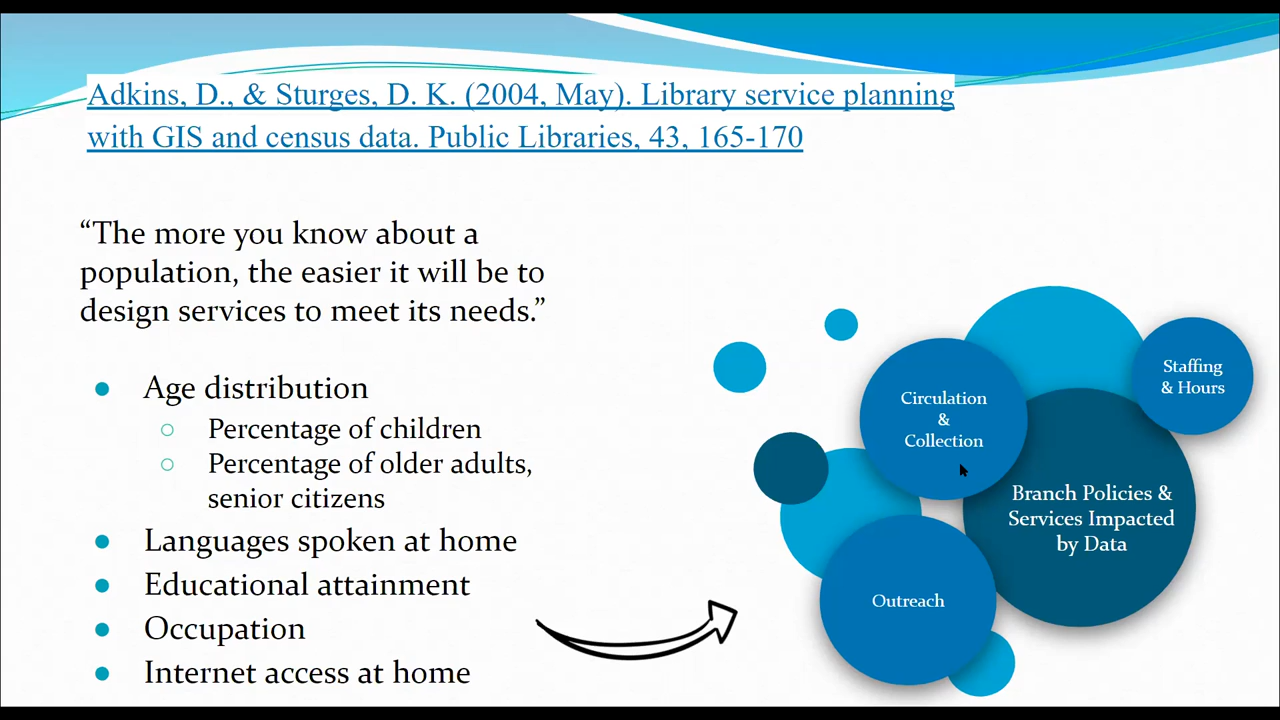 Adkins, D., & Sturges, D. K. (2004, May). Library service planning
with GIS and census data. Public Libraries, 43, 165-170
“The more you know about a
population, the easier it will be to
design services to meet its needs.”
Age distribution
Percentage of children
Percentage of older adults,
senior citizens
Languages spoken at home
Educational attainment
Occupation
Internet access at home
Staffing
& Hours
Circulation
&
Collection
Branch Policies &
Services Impacted
by Data
Outreach